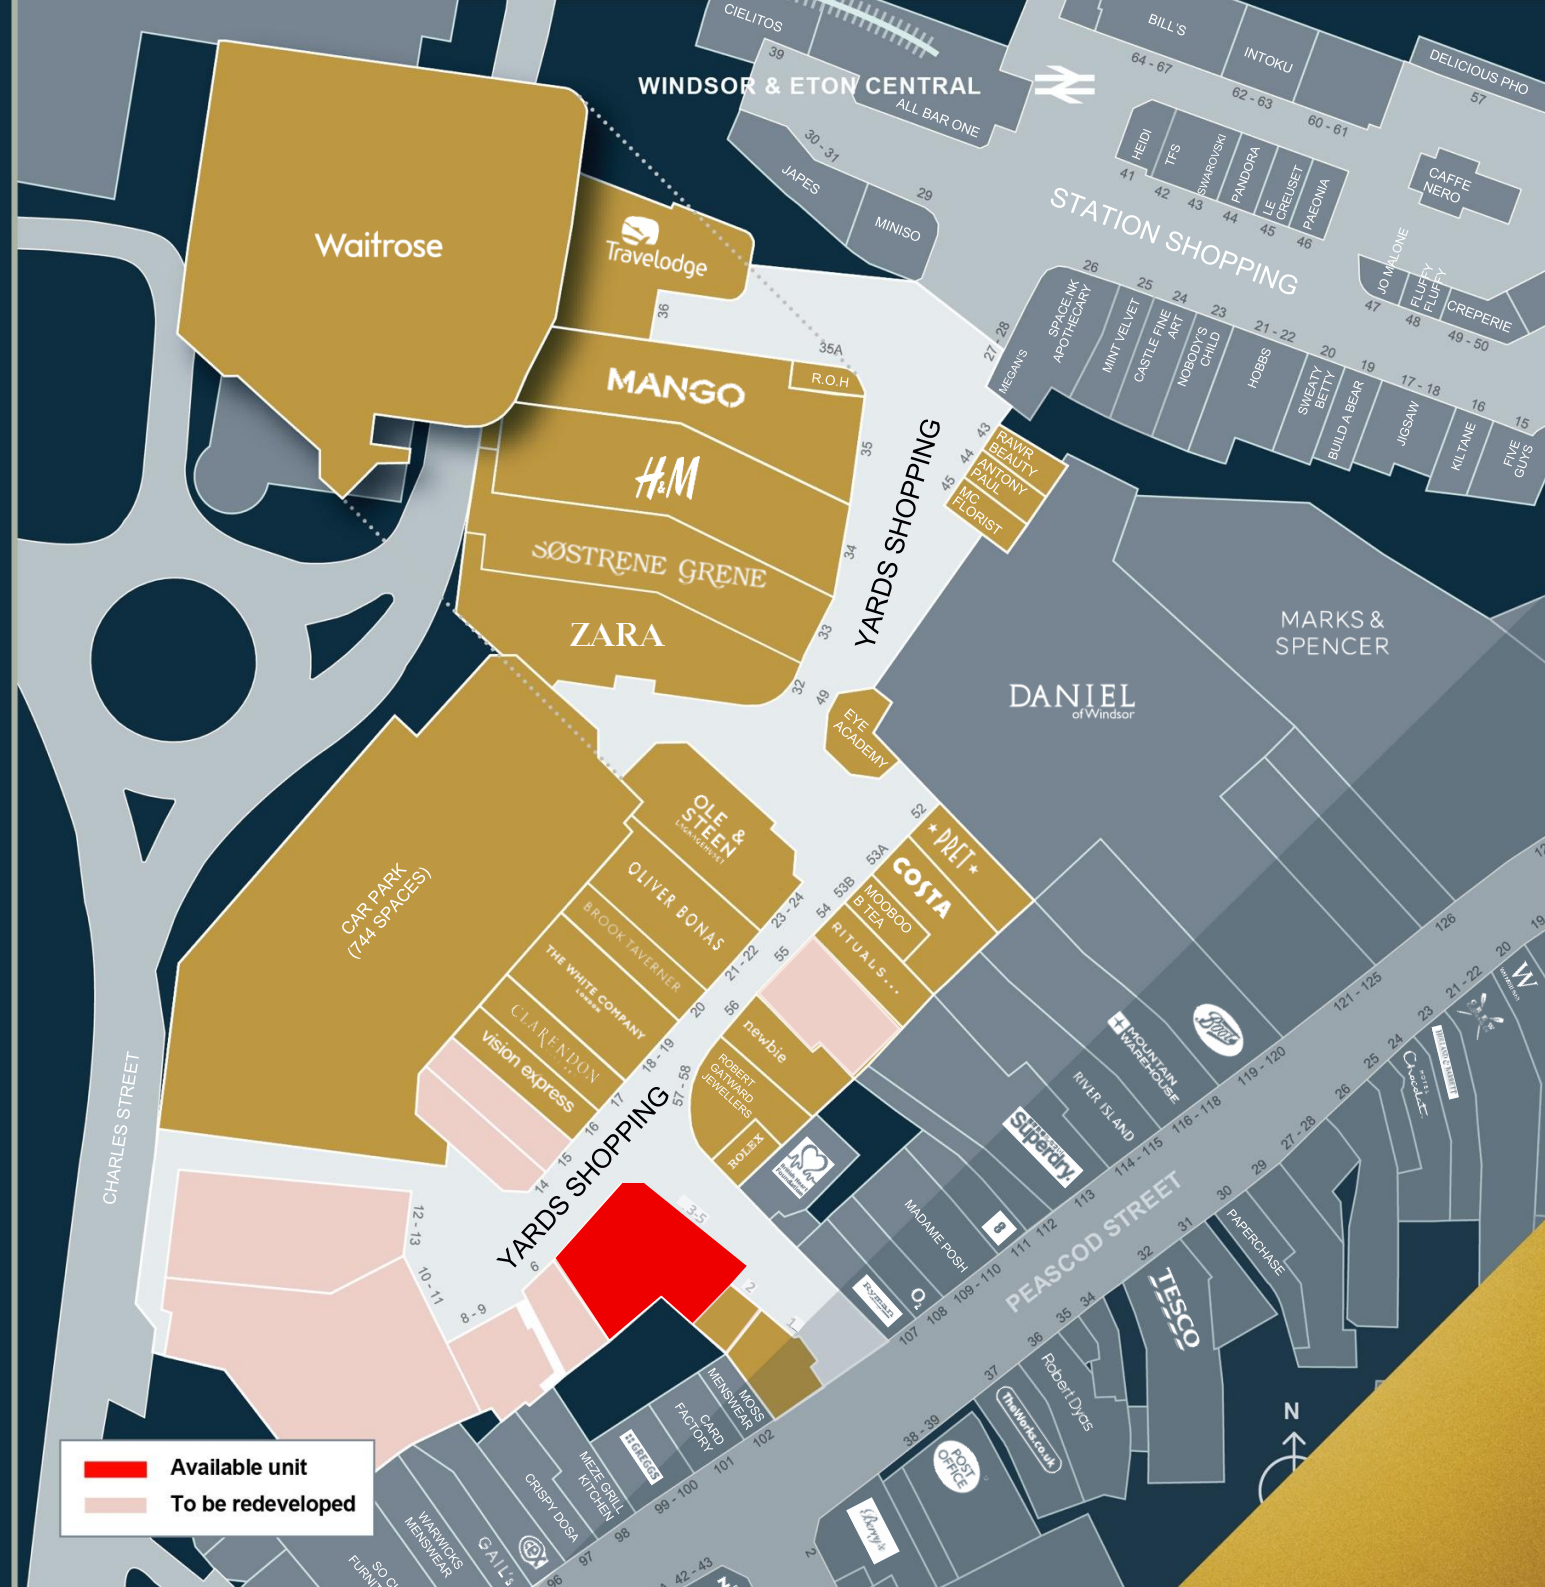 CIELITOS
39
WINDSOR & ETON CENTRAL
ALL BAR ONE
BILL'S
64 - 67
INTOKU
62 - 63
60 - 61
DELICIOUS PHO
57
30 - 31
JAPES
29
MINISO
HEIDI
41
TFS
42
SWAROVSKI
43
PANDORA
44
LE
CREUSET
45
PAEONIA
46
CAFFE
NERO
STATION SHOPPING
JO MALONE
47
FLUFFY
FLUFFY
48
CREPERIE
49 - 50
Waitrose
Travelodge
36
35A
R.O.H
MANGO
35
H&M
34
SØSTRENE GRENE
33
ZARA
32
27 - 28
MEGAN'S
26
SPACE.NK
APOTHECARY
25
MINT VELVET
24
CASTLE FINE
ART
23
NOBODY'S
CHILD
21 - 22
HOBBS
20
SWEATY
BETTY
19
BUILD A BEAR
17 - 18
JIGSAW
16
KILTANE
15
FIVE
GUYS
YARDS SHOPPING
43
RAWR
BEAUTY
44
ANTONY
PAUL
45
MC
FLORIST
MARKS &
SPENCER
DANIEL
of Windsor
49
EYE
ACADEMY
CAR PARK
(744 SPACES)
OLE &
STEEN
LAGKAGEHUSET
23 - 24
OLIVER BONAS
21 - 22
BROOK TAVERNER
20
THE WHITE COMPANY
LONDON
18 - 19
CLARENDON
17
vision express
16
15
14
52
PRET
53A
COSTA
53B
MOOBOO
B TEA
54
RITUALS...
55
56
newbie
57 - 58
ROBERT
GATWARD
JEWELLERS
ROLEX
British Heart
Foundation
YARDS SHOPPING
CHARLES STREET
12 - 13
10 - 11
8 - 9
6
3-5
2
1
126
121 - 125
Boots
119 - 120
MOUNTAIN
WAREHOUSE
116 - 118
RIVER ISLAND
114 - 115
Superdry.
113
112
111
MADAME POSH
109 - 110
O2
108
Ryman
107
PEASCOD STREET
20
21 - 22
23
24
25
Hotel
Chocolat
26
27 - 28
29
30
PAPERCHASE
31
32
TESCO
34
35
36
Robert Dyas
37
TheWorks.co.uk
38 - 39
POST
OFFICE
Berry's
2
42 - 43
MOSS
MENSWEAR
102
CARD
FACTORY
101
GREGGS
99 - 100
MEZE GRILL
KITCHEN
98
CRISPY DOSA
97
96
GAIL's
WARWICKS
MENSWEAR
N
Available unit
To be redeveloped